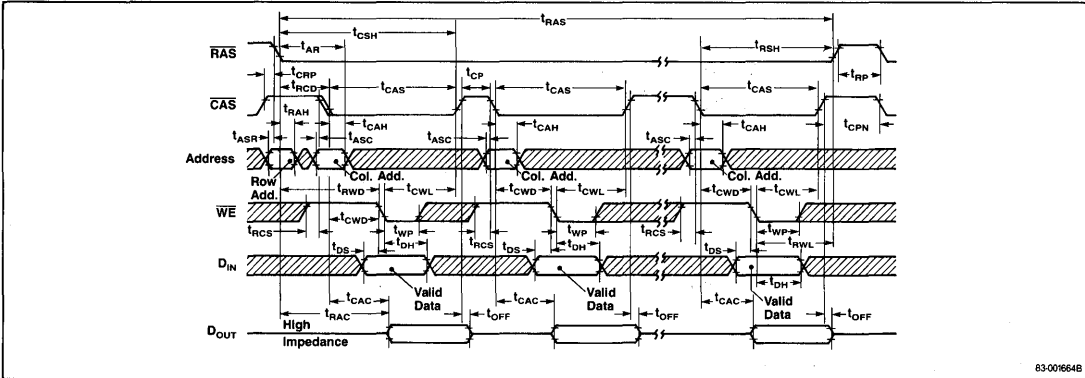 tRAS
tCSH
tAR
tRSH
RAS
tCRP
tRCD
tCAS
tCP
tCAS
tCAS
tRP
CAS
tRAH
tCAH
tCAH
tCAH
tCPN
tASR
tASC
tASC
tASC
Address
Row Add.
Col. Add.
Col. Add.
Col. Add.
tRWD
tCWL
tCWD
tCWL
tCWD
tCWL
WE
tRCS
tCWD
tWP
tRCS
tWP
tRCS
tWP
tDS
tDH
tDS
tDH
tDS
tRWL
DIN
tDH
Valid Data
Valid Data
Valid Data
tCAC
tCAC
tCAC
tRAC
tOFF
tOFF
tOFF
DOUT
High Impedance
83-001664B